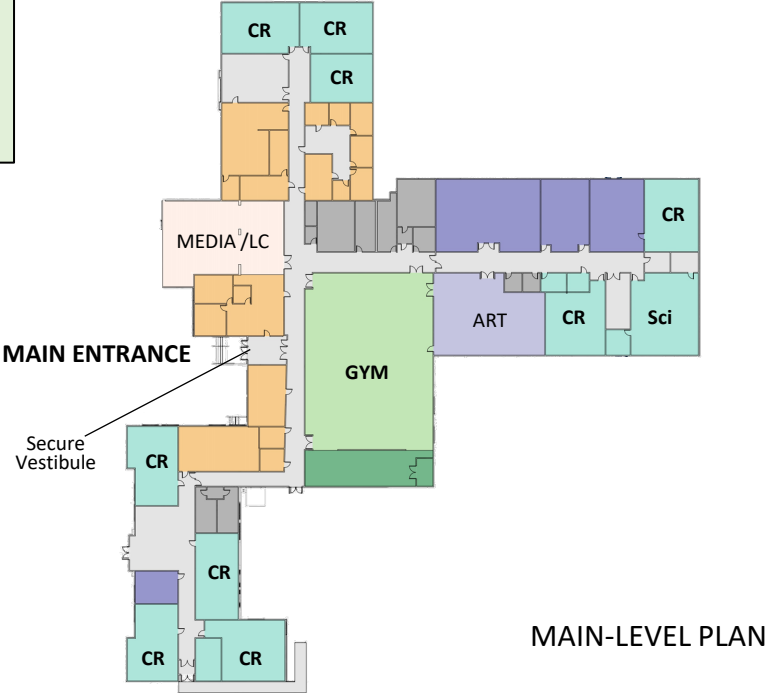 CR
CR
CR
CR
MEDIA /LC
ART
CR
Sci
MAIN ENTRANCE
GYM
Secure
Vestibule
CR
CR
CR
CR
MAIN-LEVEL PLAN